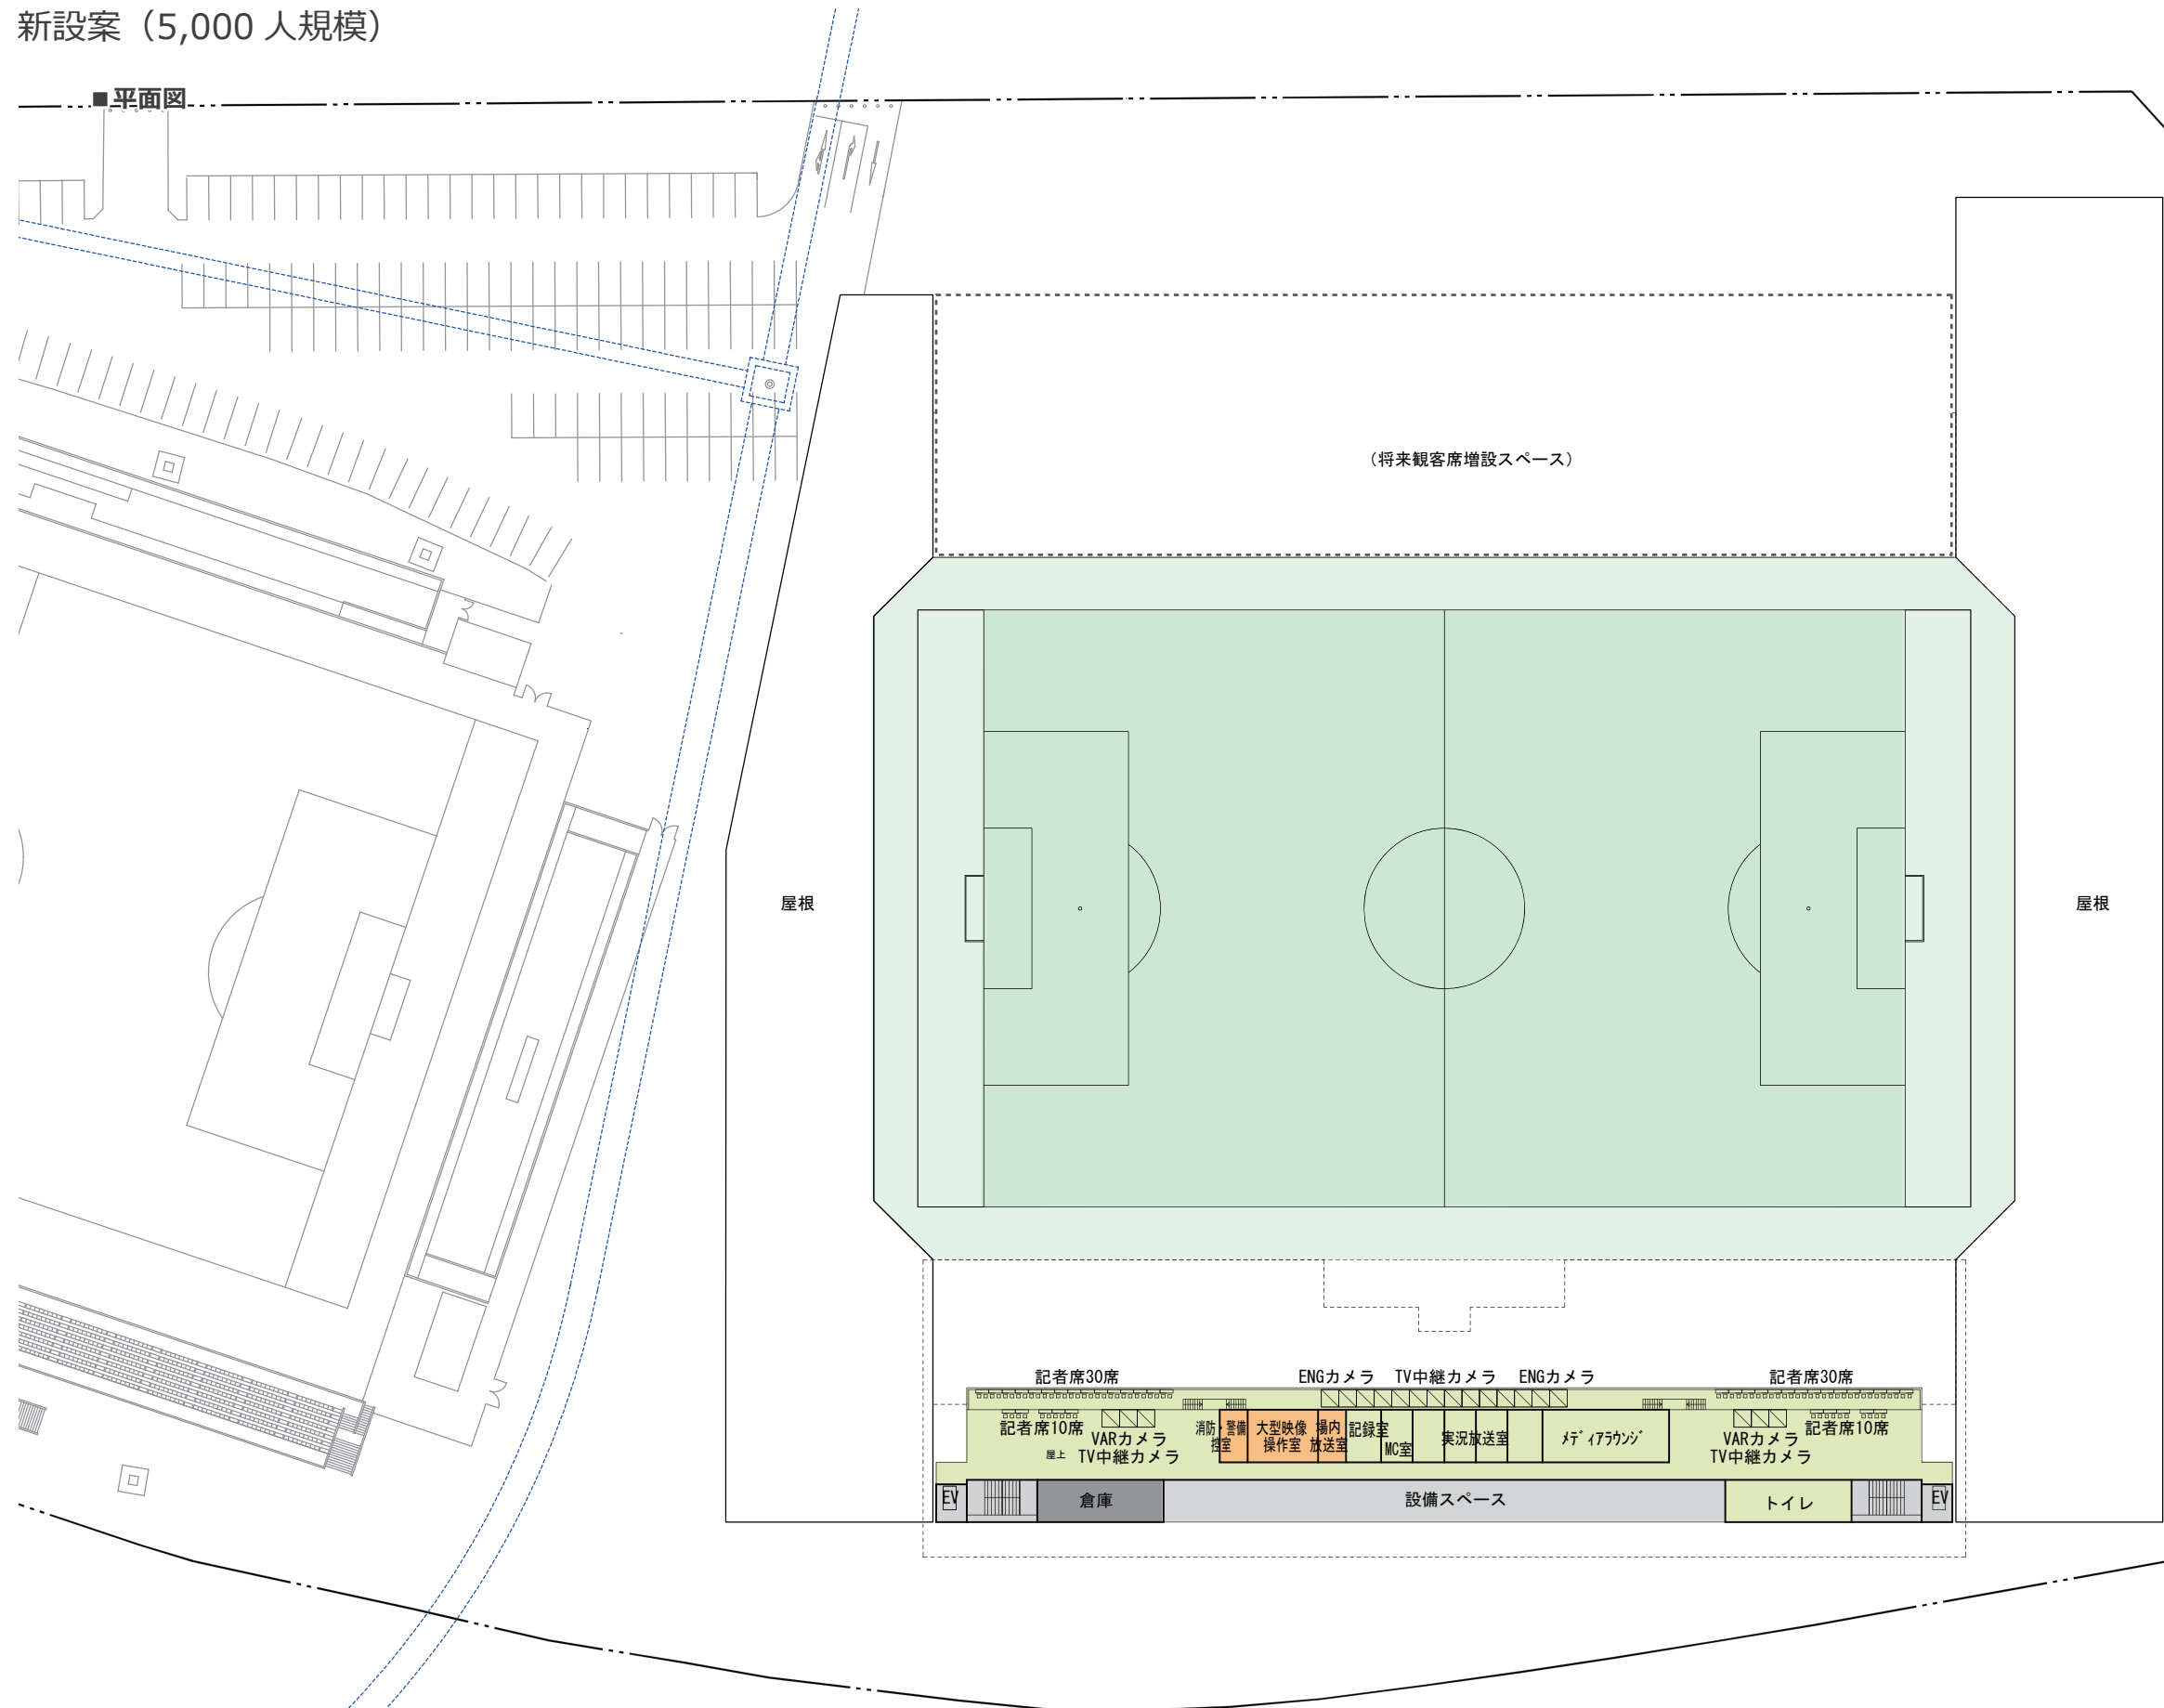 新設案（5,000 人規模）
■平面図
（将来観客席増設スペース）
屋根
屋根
記者席30席
ENGカメラ
TV中継カメラ
ENGカメラ
記者席30席
記者席10席
VARカメラ
TV中継カメラ
屋上
消防・警備
控室
大型映像
操作室
場内
放送室
記録室
MC室
実況放送室
ﾒﾃﾞｨｱﾗｳﾝｼﾞ
VARカメラ
TV中継カメラ
記者席10席
EV
倉庫
設備スペース
トイレ
EV